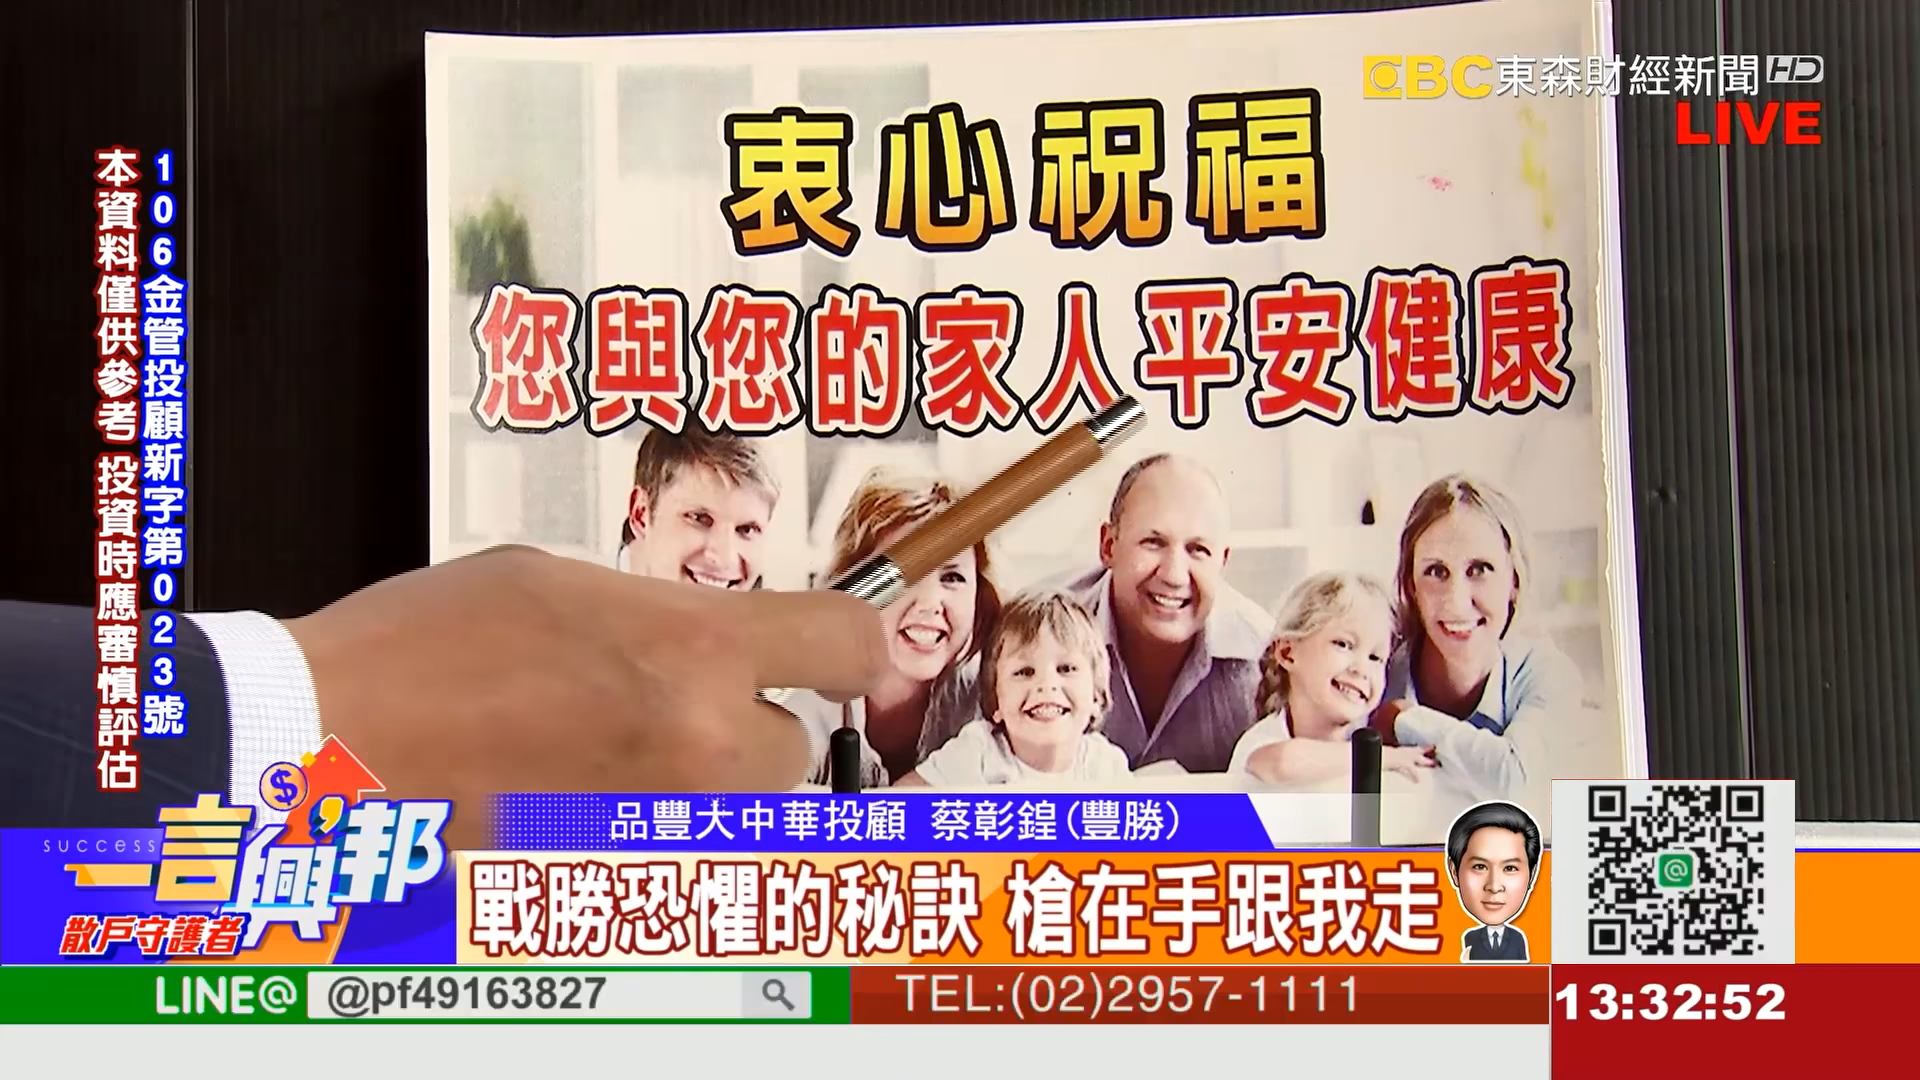 EBC東森財經新聞HD
LIVE
衷心祝福
您與您的家人平安健康
106金管投顧新字第023號
本資料僅供參考 投資時應審慎評估
success
一言興邦
散戶守護者
品豐大中華投顧 蔡彰鍠(豐勝)
戰勝恐懼的秘訣 槍在手跟我走
LINE@ @pf49163827
TEL:(02)2957-1111
13:32:52